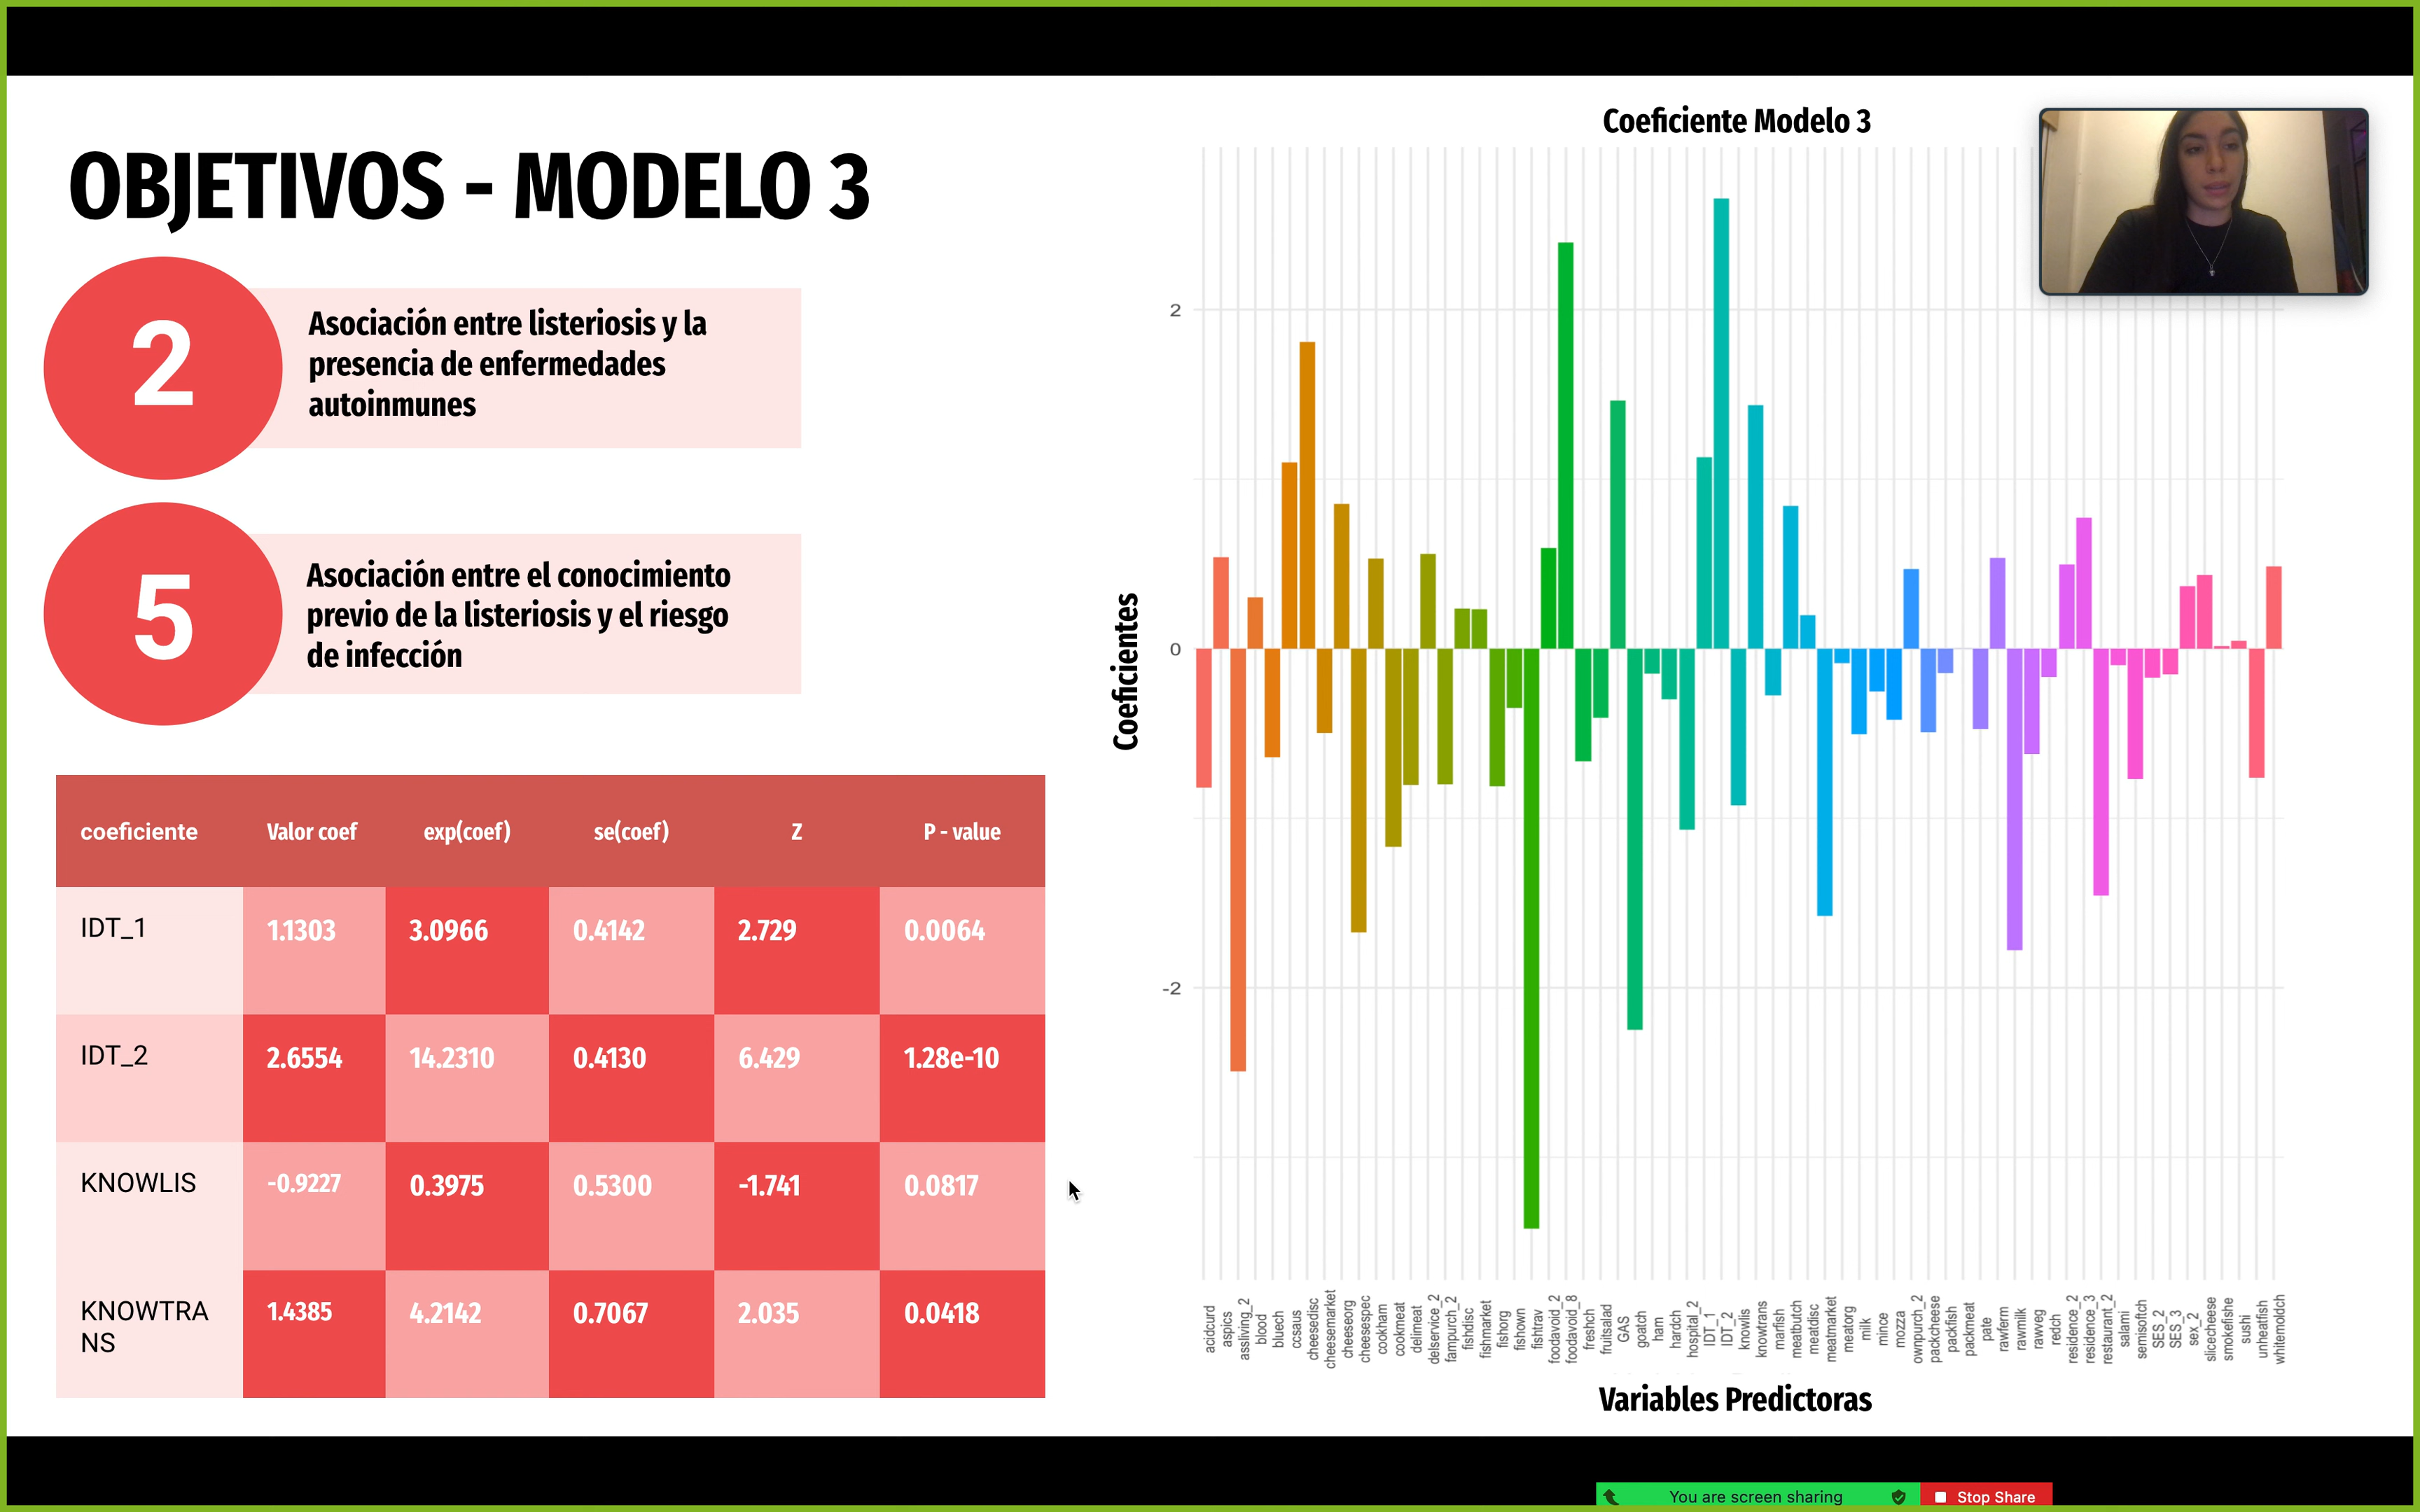 OBJETIVOS - MODELO 3
2
Asociación entre listeriosis y la
presencia de enfermedades
autoinmunes
5
Asociación entre el conocimiento
previo de la listeriosis y el riesgo
de infección
coeficiente Valor coef exp(coef) se(coef) Z P - value
IDT_1 1.1303 3.0966 0.4142 2.729 0.0064
IDT_2 2.6554 14.2310 0.4130 6.429 1.28e-10
KNOWLIS -0.9227 0.3975 0.5300 -1.741 0.0817
KNOWTRA 1.4385 4.2142 0.7067 2.035 0.0418
NS
Coeficiente Modelo 3
Coeficientes
2
0
-2
acidcurd
aspics
assliving_2
blood
bluech
ccsaus
cheesedisc
cheesemarket
cheeseorg
cheesespec
cookham
cookmeat
delimeat
delservice_2
fampurch_2
fishdisc
fishmarket
fishorg
fishown
fishtrav
foodavoid_2
foodavoid_8
freshch
fruitsalad
GAS
goatch
ham
hardch
hospital_2
IDT_1
IDT_2
knowlis
knowtrans
marfish
meatbutch
meatdisc
meatmarket
meatorg
milk
mince
mozza
ownpurch_2
packcheese
packfish
packmeat
pate
rawferm
rawmilk
rawveg
redch
residence_2
residence_3
restaurant_2
salami
semisoftch
SES_2
SES_3
sex_2
slicecheese
smokefishe
sushi
unheatfish
whitemoldch
Variables Predictoras
You are screen sharing
Stop Share